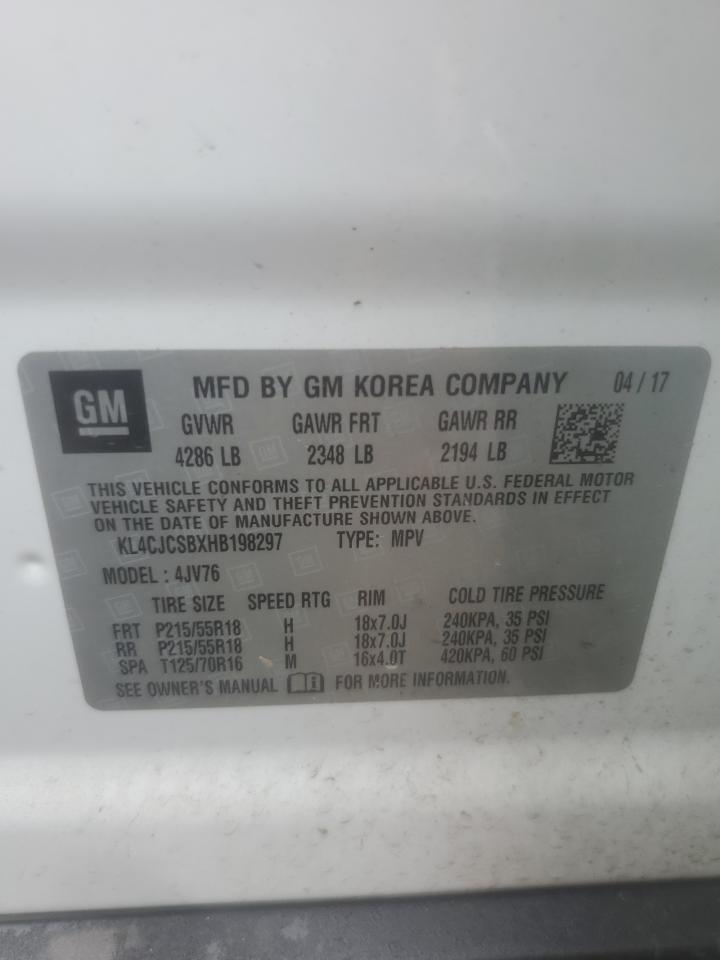 GM MFD BY GM KOREA COMPANY 04 / 17
GVWR GAWR FRT GAWR RR
4286 LB 2348 LB 2194 LB
THIS VEHICLE CONFORMS TO ALL APPLICABLE U.S. FEDERAL MOTOR
VEHICLE SAFETY AND THEFT PREVENTION STANDARDS IN EFFECT
ON THE DATE OF MANUFACTURE SHOWN ABOVE.
KL4CJCSBXHB198297 TYPE: MPV
MODEL : 4JV76
TIRE SIZE SPEED RTG RIM COLD TIRE PRESSURE
FRT P215/55R18 H 18x7.0J 240KPA, 35 PSI
RR P215/55R18 H 18x7.0J 240KPA, 35 PSI
SPA T125/70R16 M 16x4.0T 420KPA, 60 PSI
SEE OWNER'S MANUAL FOR MORE INFORMATION.